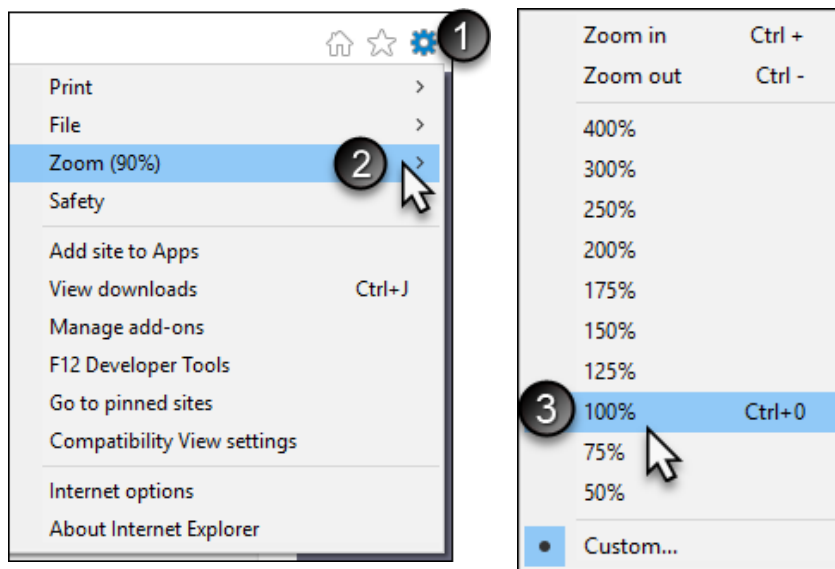 1
Print >
File >
Zoom (90%) 2 >
Safety
Add site to Apps
View downloads Ctrl+J
Manage add-ons
F12 Developer Tools
Go to pinned sites
Compatibility View settings
Internet options
About Internet Explorer
Zoom in Ctrl +
Zoom out Ctrl -
400%
300%
250%
200%
175%
150%
125%
3 100% Ctrl+0
75%
50%
Custom...